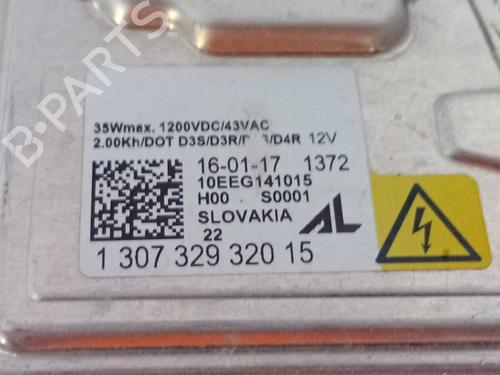 B-PARTS
35Wmax. 1200VDC/43VAC
2.00Kh/DOT D3S/D3R/ /D4R 12V
16-01-17 1372
10EEG141015
H00 S0001
SLOVAKIA
22
AL
1 307 329 320 15